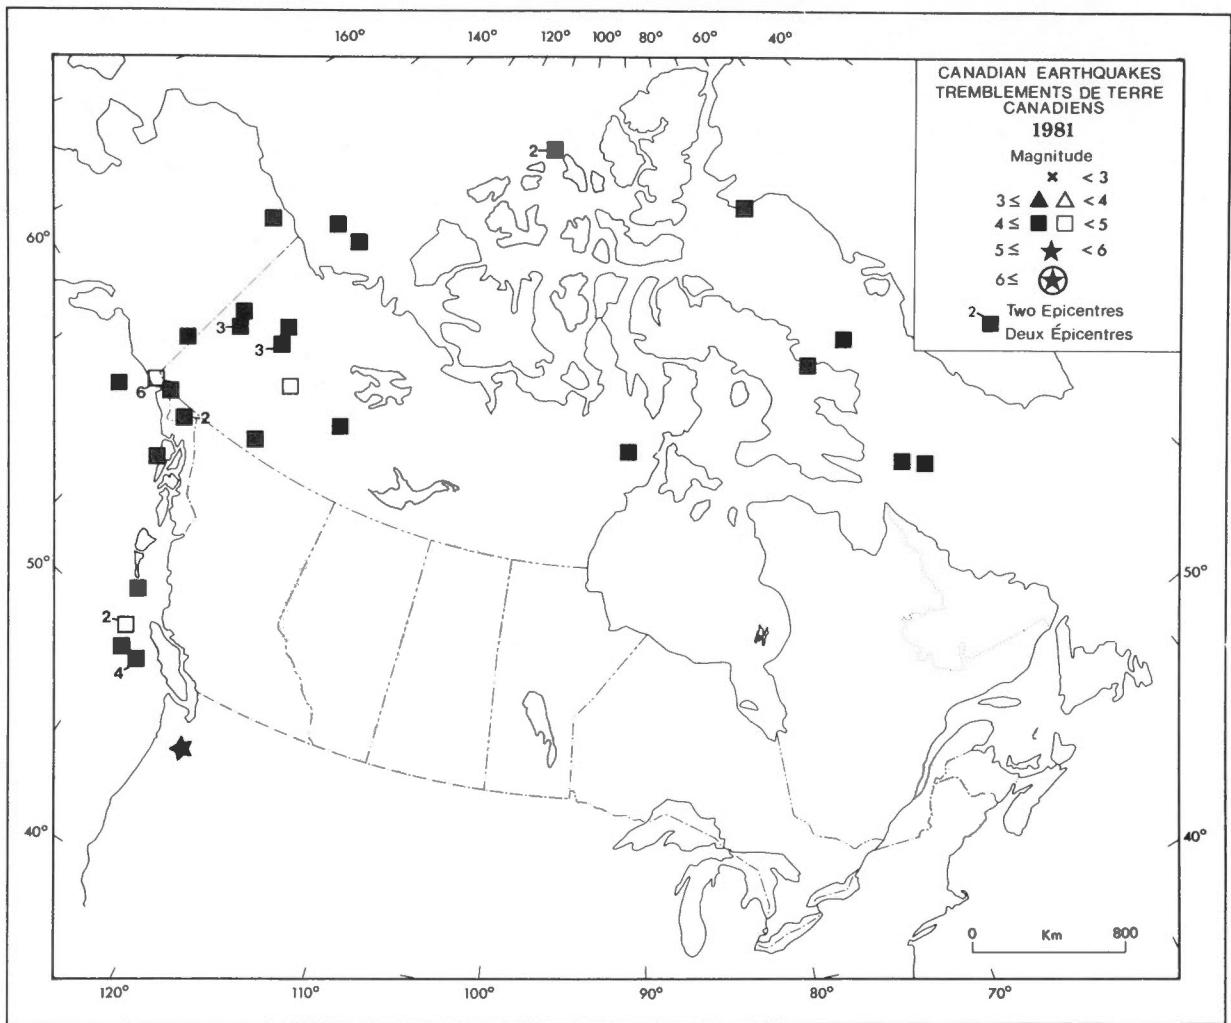 160° 140° 120° 100° 80° 60° 40°
CANADIAN EARTHQUAKES
TREMBLEMENTS DE TERRE
CANADIENS
1981
Magnitude
< 3
3 ≤ < 4
4 ≤ < 5
5 ≤ < 6
6 ≤
2 Two Epicentres
Deux Épicentres
2
60°
3
3
6
2
50° 50°
2
4
40° 40°
0 Km 800
120° 110° 100° 90° 80° 70°